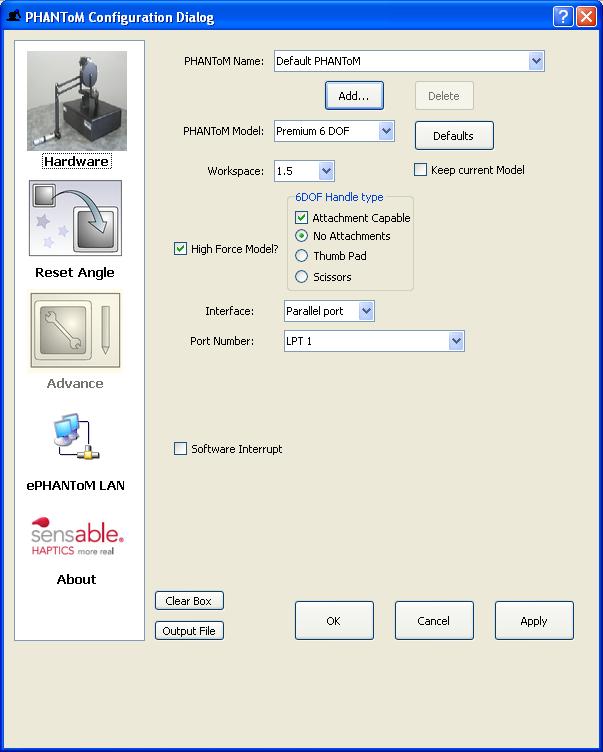 PHANToM Configuration Dialog
Hardware
Reset Angle
Advance
ePHANToM LAN
sensable.
HAPTICS more real
About
PHANToM Name: Default PHANToM
Add... Delete
PHANToM Model: Premium 6 DOF Defaults
Workspace: 1.5 Keep current Model
6DOF Handle type
Attachment Capable
High Force Model? No Attachments
Thumb Pad
Scissors
Interface: Parallel port
Port Number: LPT 1
Software Interrupt
Clear Box
Output File
OK Cancel Apply